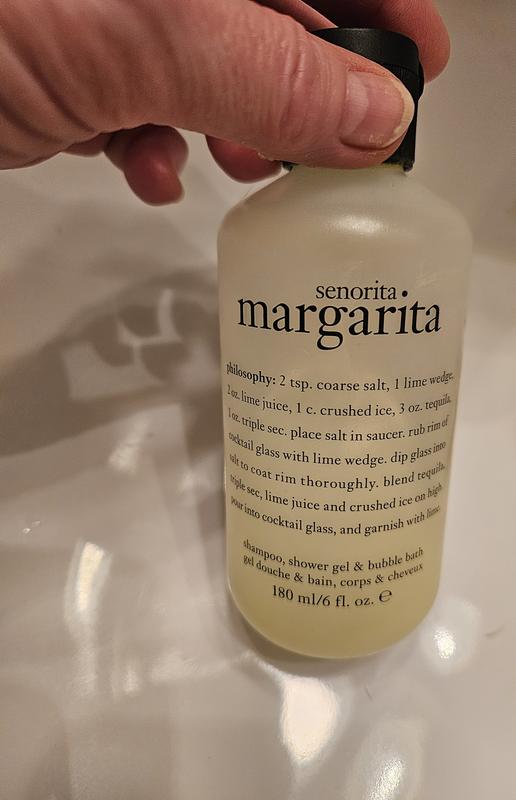 senorita
margarita
philosophy: 2 tsp. coarse salt, 1 lime wedge,
2 oz. lime juice, 1 c. crushed ice, 3 oz. tequila,
1 oz. triple sec. place salt in saucer. rub rim of
cocktail glass with lime wedge. dip glass into
salt to coat rim thoroughly. blend tequila,
triple sec, lime juice and crushed ice on high.
pour into cocktail glass, and garnish with lime.
shampoo, shower gel & bubble bath
gel douche & bain, corps & cheveux
180 ml/6 fl. oz. ℮